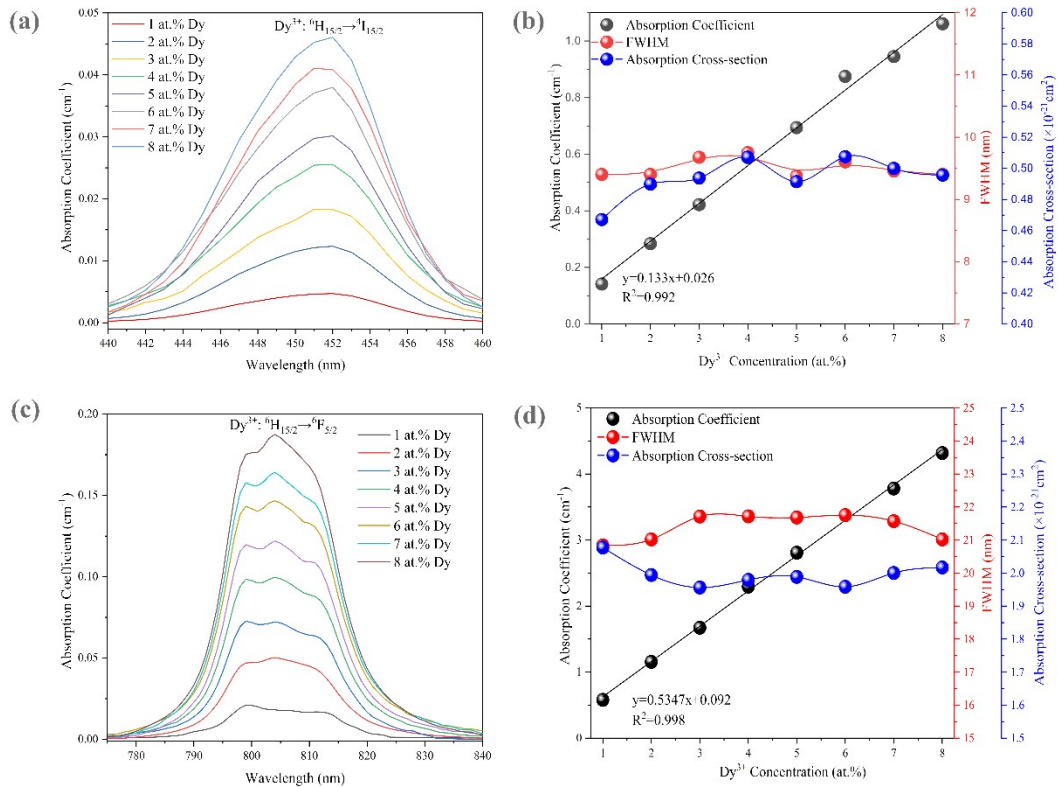 (a)
Dy³⁺: ⁶H₁₅/₂→⁴I₁₅/₂
1 at.% Dy
2 at.% Dy
3 at.% Dy
4 at.% Dy
5 at.% Dy
6 at.% Dy
7 at.% Dy
8 at.% Dy
Absorption Coefficient (cm⁻¹)
0.05
0.04
0.03
0.02
0.01
0.00
440 442 444 446 448 450 452 454 456 458 460
Wavelength (nm)
(b)
Absorption Coefficient
FWHM
Absorption Cross-section
y=0.133x+0.026
R²=0.992
Absorption Coefficient (cm⁻¹)
1.0
0.8
0.6
0.4
0.2
0.0
1 2 3 4 5 6 7 8
Dy³ Concentration (at.%)
12
11
10
9
8
7
FWHM (nm)
0.60
0.58
0.56
0.54
0.52
0.50
0.49
0.47
0.45
0.43
0.42
0.40
Absorption Cross-section (×10⁻²¹cm²)
(c)
Dy³⁺: ⁶H₁₅/₂→⁶F₅/₂
1 at.% Dy
2 at.% Dy
3 at.% Dy
4 at.% Dy
5 at.% Dy
6 at.% Dy
7 at.% Dy
8 at.% Dy
Absorption Coefficient (cm⁻¹)
0.20
0.15
0.10
0.05
0.00
780 790 800 810 820 830 840
Wavelength (nm)
(d)
Absorption Coefficient
FWHM
Absorption Cross-section
y=0.5347x+0.092
R²=0.998
Absorption Coefficient (cm⁻¹)
5
4
3
2
1
0
1 2 3 4 5 6 7 8
Dy³⁺ Concentration (at.%)
25
24
23
22
21
20
19
18
17
16
15
FWHM (nm)
2.5
2.4
2.3
2.2
2.1
2.0
1.9
1.8
1.7
1.6
1.5
Absorption Cross-section (×10⁻²¹cm²)